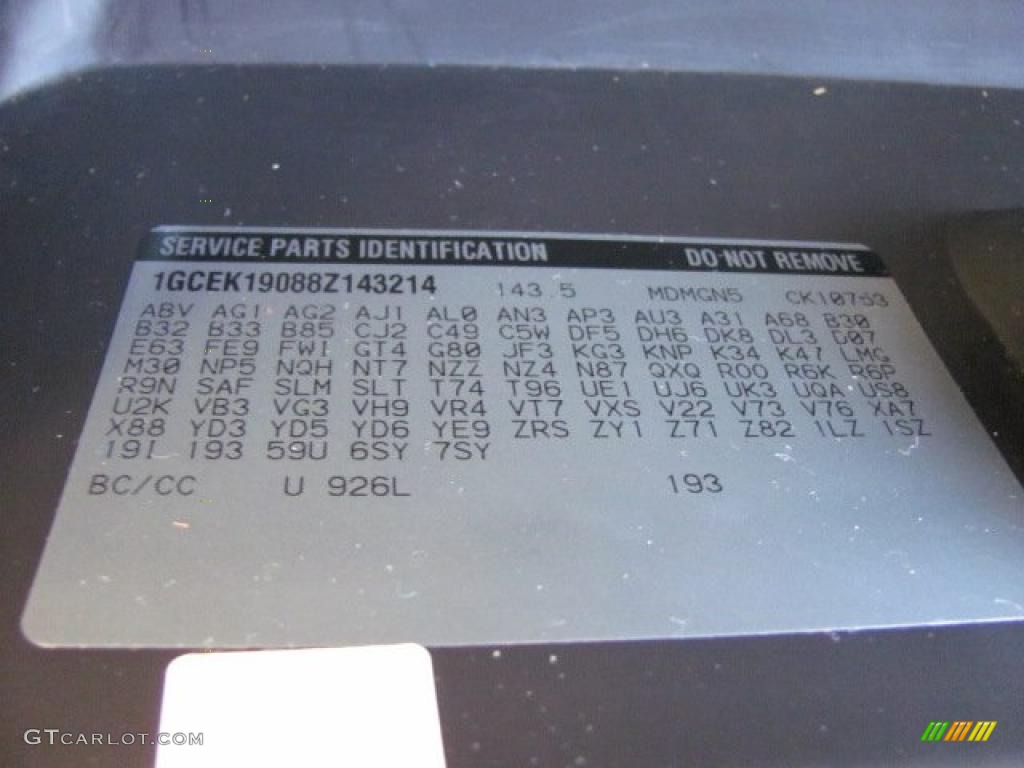 SERVICE PARTS IDENTIFICATION DO NOT REMOVE
1GCEK19088Z143214 143.5 MDMGN5 CK10753
ABV AG1 AG2 AJ1 AL0 AN3 AP3 AU3 A31 A68 B30
B32 B33 B85 CJ2 C49 C5W DF5 DH6 DK8 DL3 D07
E63 FE9 FWI GT4 G80 JF3 KG3 KNP K34 K47 LMG
M30 NP5 NQH NT7 NZZ NZ4 N87 QXQ R00 R6K R6P
R9N SAF SLM SLT T74 T96 UE1 UJ6 UK3 UQA US8
U2K VB3 VG3 VH9 VR4 VT7 VXS V22 V73 V76 XA7
X88 YD3 YD5 YD6 YE9 ZRS ZY1 Z71 Z82 1LZ 1SZ
19I 193 59U 6SY 7SY
BC/CC U 926L 193
GTCARLOT.COM